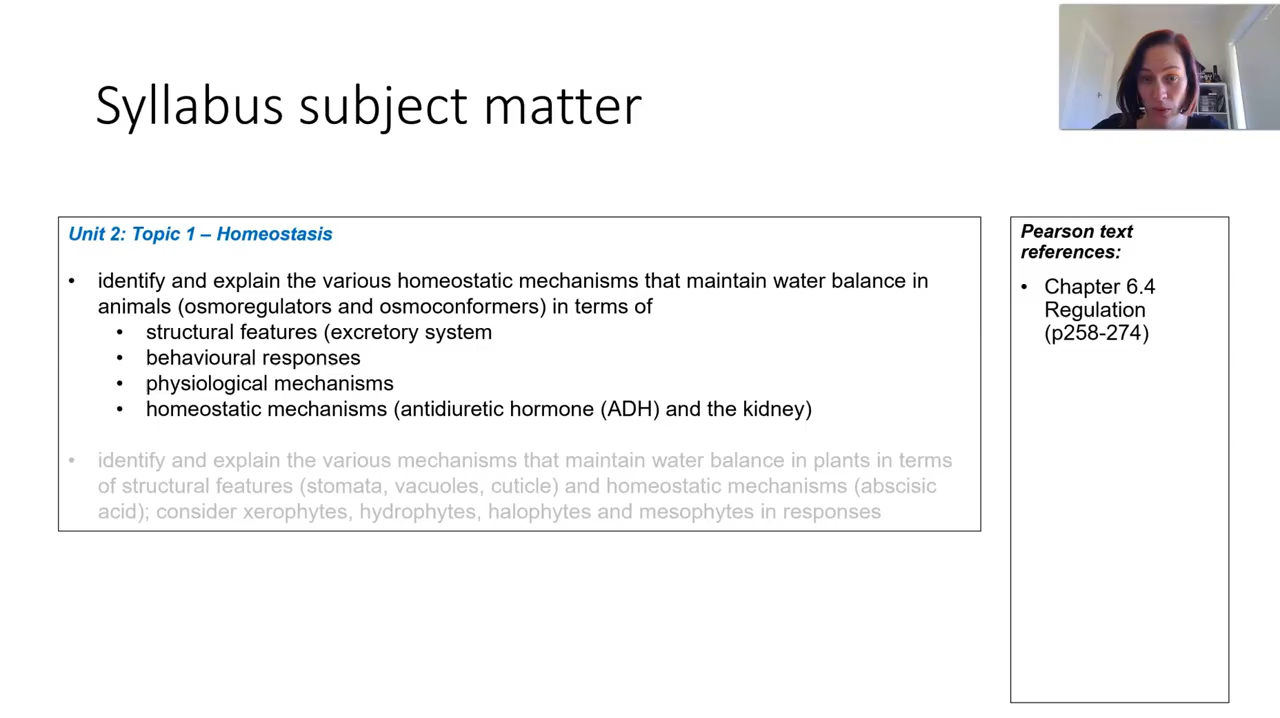 Syllabus subject matter
Unit 2: Topic 1 – Homeostasis
• identify and explain the various homeostatic mechanisms that maintain water balance in
animals (osmoregulators and osmoconformers) in terms of
• structural features (excretory system
• behavioural responses
• physiological mechanisms
• homeostatic mechanisms (antidiuretic hormone (ADH) and the kidney)
• identify and explain the various mechanisms that maintain water balance in plants in terms
of structural features (stomata, vacuoles, cuticle) and homeostatic mechanisms (abscisic
acid); consider xerophytes, hydrophytes, halophytes and mesophytes in responses
Pearson text
references:
• Chapter 6.4
Regulation
(p258-274)